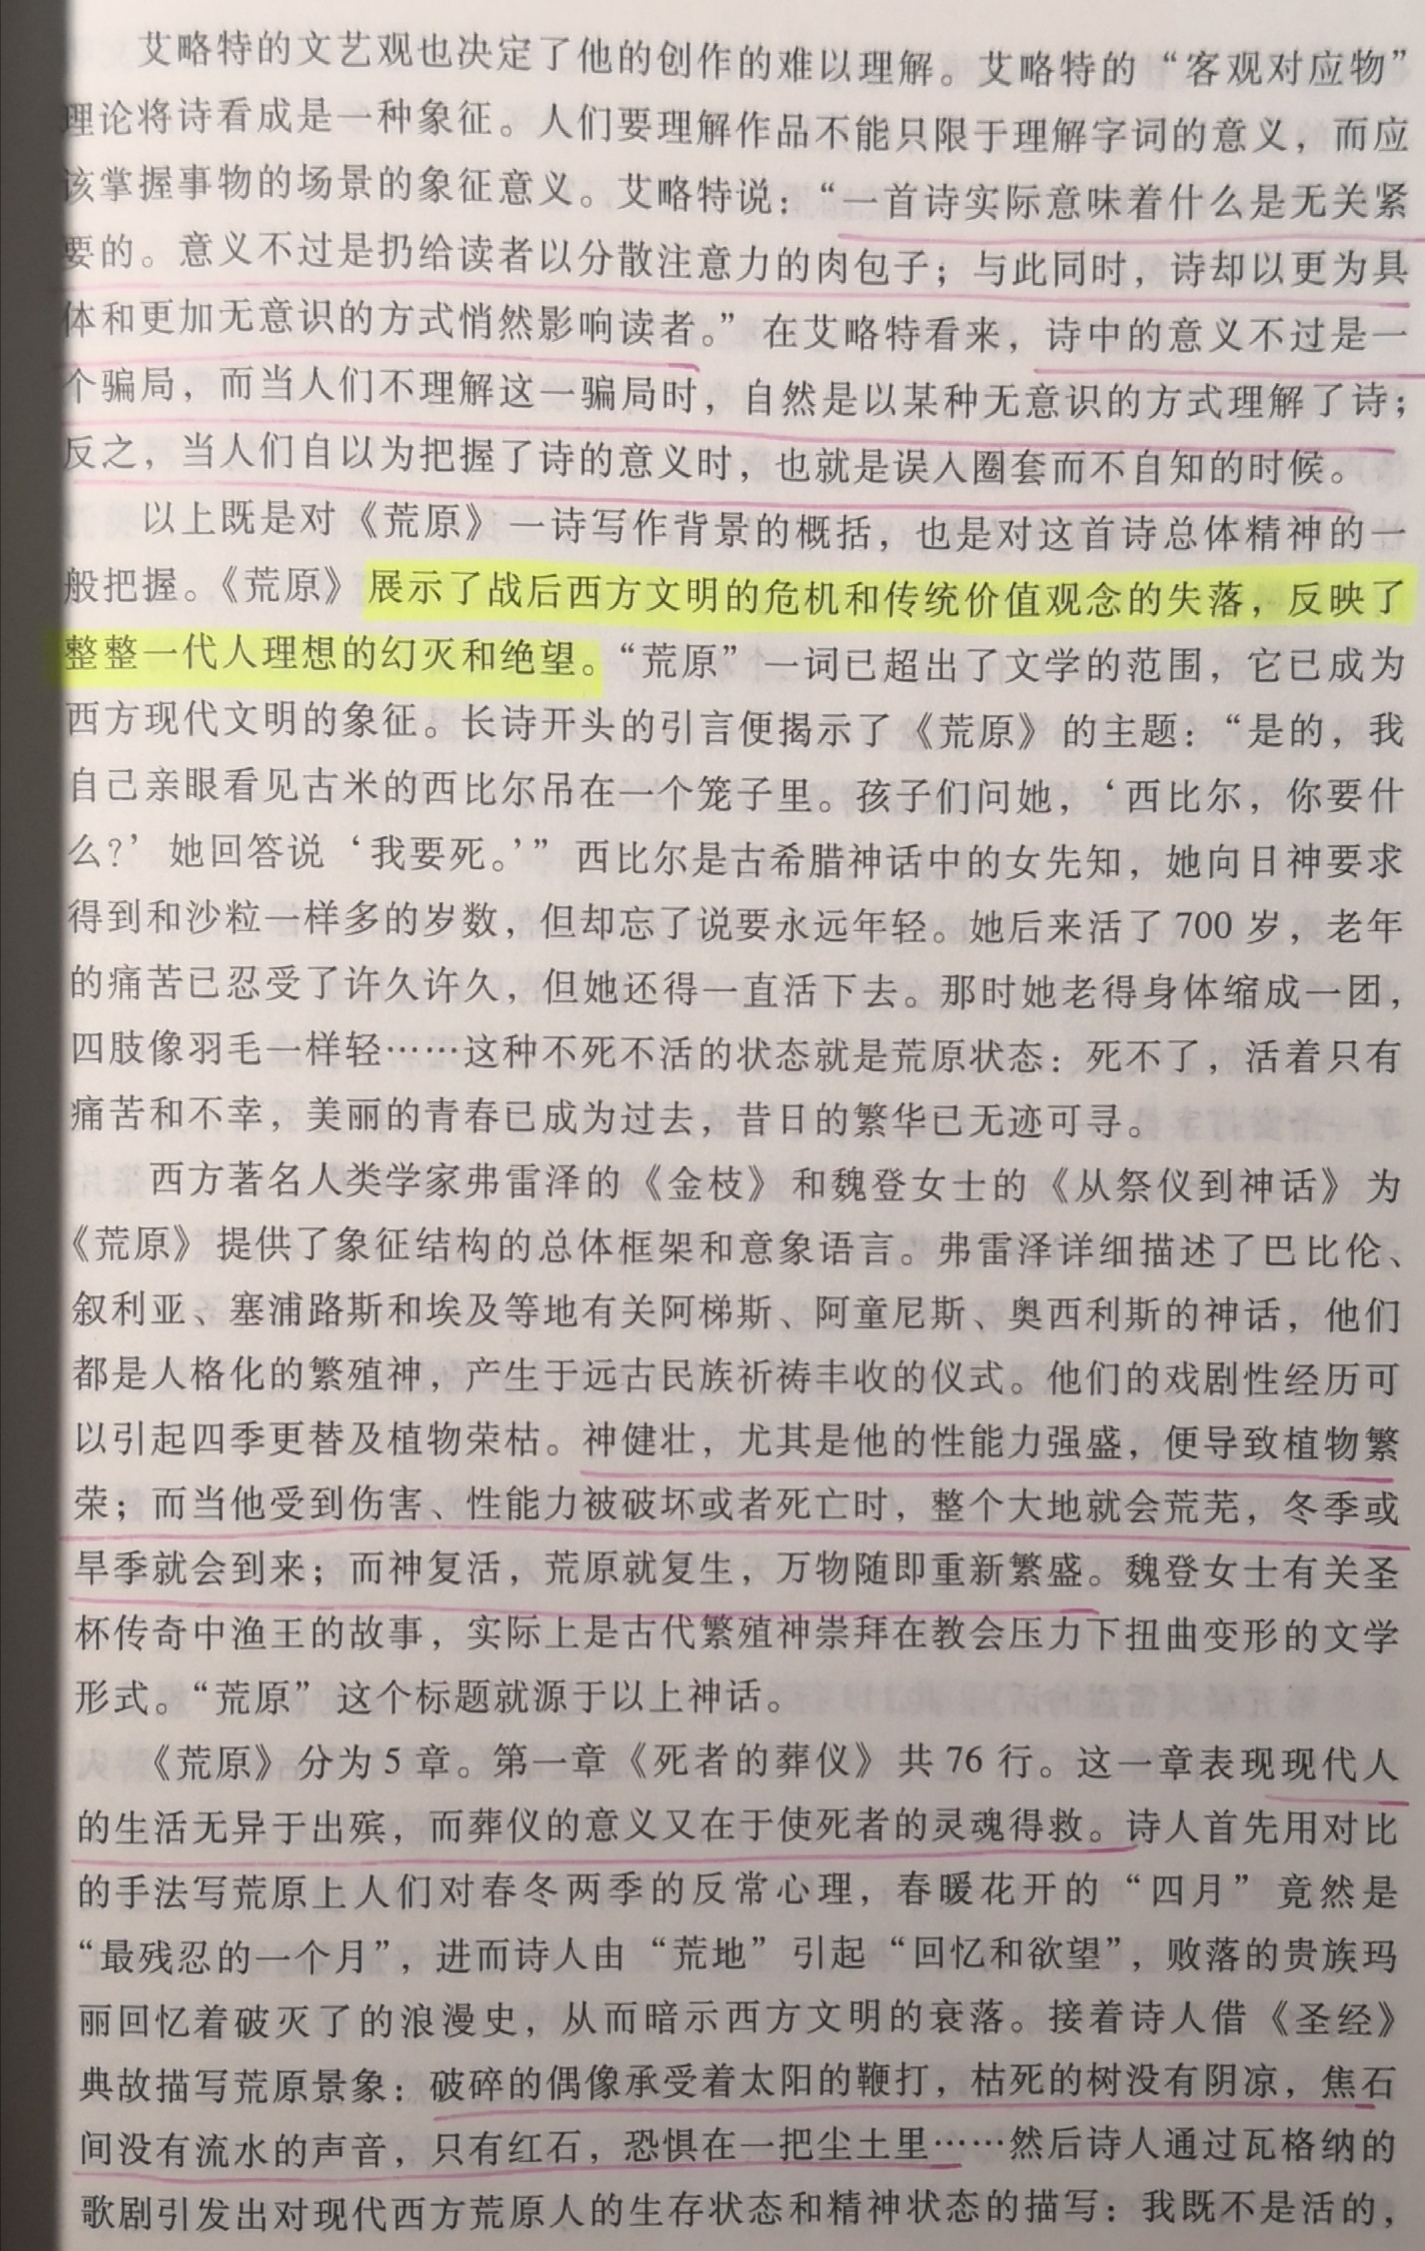 艾略特的文艺观也决定了他的创作的难以理解。艾略特的“客观对应物”
理论将诗看成是一种象征。人们要理解作品不能只限于理解字词的意义，而应
该掌握事物的场景的象征意义。艾略特说：“一首诗实际意味着什么是无关紧
要的。意义不过是扔给读者以分散注意力的肉包子；与此同时，诗却以更为具
体和更加无意识的方式悄然影响读者。”在艾略特看来，诗中的意义不过是一
个骗局，而当人们不理解这一骗局时，自然是以某种无意识的方式理解了诗；
反之，当人们自以为把握了诗的意义时，也就是误入圈套而不自知的时候。
以上既是对《荒原》一诗写作背景的概括，也是对这首诗总体精神的一
般把握。《荒原》展示了战后西方文明的危机和传统价值观念的失落，反映了
整整一代人理想的幻灭和绝望。“荒原”一词已超出了文学的范围，它已成为
西方现代文明的象征。长诗开头的引言便揭示了《荒原》的主题：“是的，我
自己亲眼看见古米的西比尔吊在一个笼子里。孩子们问她，‘西比尔，你要什
么?’她回答说‘我要死。’”西比尔是古希腊神话中的女先知，她向日神要求
得到和沙粒一样多的岁数，但却忘了说要永远年轻。她后来活了700岁，老年
的痛苦已忍受了许久许久，但她还得一直活下去。那时她老得身体缩成一团，
四肢像羽毛一样轻……这种不死不活的状态就是荒原状态：死不了，活着只有
痛苦和不幸，美丽的青春已成为过去，昔日的繁华已无迹可寻。
西方著名人类学家弗雷泽的《金枝》和魏登女士的《从祭仪到神话》为
《荒原》提供了象征结构的总体框架和意象语言。弗雷泽详细描述了巴比伦、
叙利亚、塞浦路斯和埃及等地有关阿梯斯、阿童尼斯、奥西利斯的神话，他们
都是人格化的繁殖神，产生于远古民族祈祷丰收的仪式。他们的戏剧性经历可
以引起四季更替及植物荣枯。神健壮，尤其是他的性能力强盛，便导致植物繁
荣；而当他受到伤害、性能力被破坏或者死亡时，整个大地就会荒芜，冬季或
旱季就会到来；而神复活，荒原就复生，万物随即重新繁盛。魏登女士有关圣
杯传奇中渔王的故事，实际上是古代繁殖神崇拜在教会压力下扭曲变形的文学
形式。“荒原”这个标题就源于以上神话。
《荒原》分为5章。第一章《死者的葬仪》共76行。这一章表现现代人
的生活无异于出殡，而葬仪的意义又在于使死者的灵魂得救。诗人首先用对比
的手法写荒原上人们对春冬两季的反常心理，春暖花开的“四月”竟然是
“最残忍的一个月”，进而诗人由“荒地”引起“回忆和欲望”，败落的贵族玛
丽回忆着破灭了的浪漫史，从而暗示西方文明的衰落。接着诗人借《圣经》
典故描写荒原景象：破碎的偶像承受着太阳的鞭打，枯死的树没有阴凉，焦石
间没有流水的声音，只有红石，恐惧在一把尘土里……然后诗人通过瓦格纳的
歌剧引发出对现代西方荒原人的生存状态和精神状态的描写：我既不是活的，